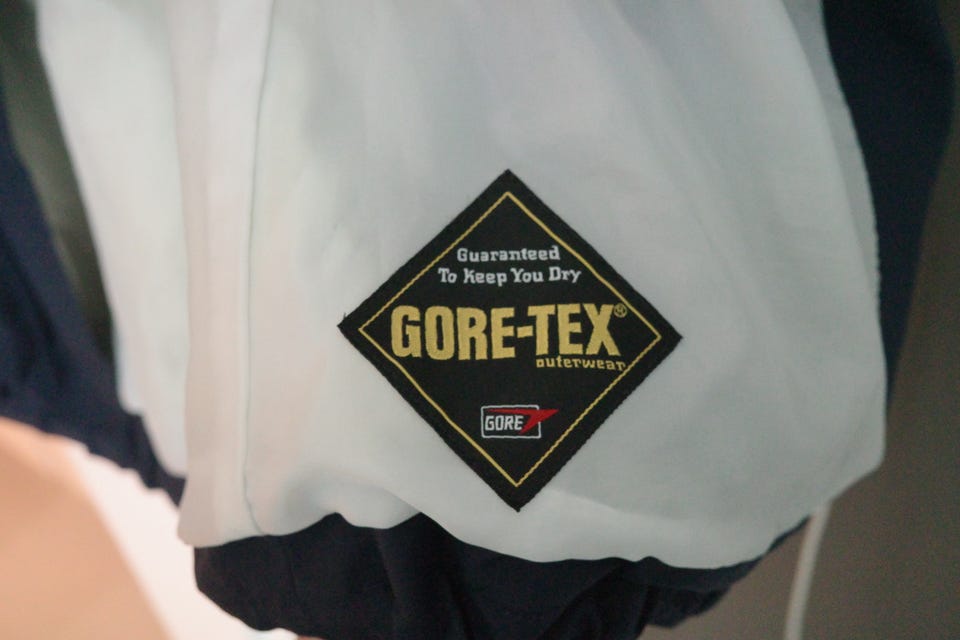 Guaranteed
To Keep You Dry
GORE-TEX®
outerwear
GORE